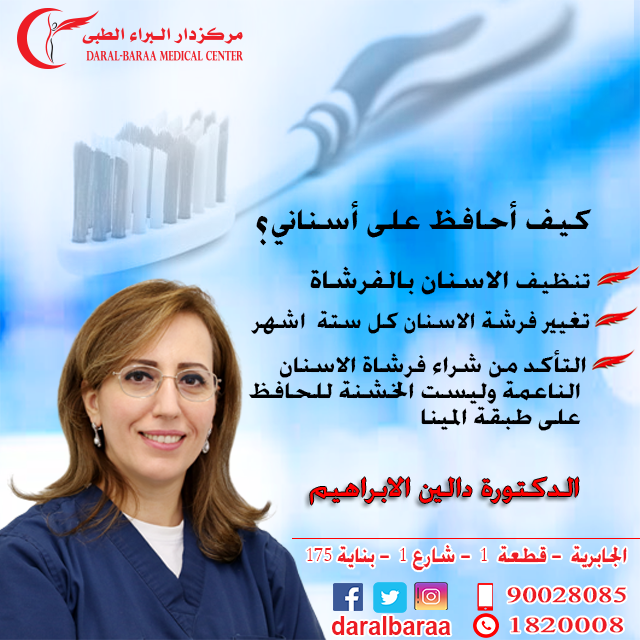 مركزدار البراء الطبى
DARAL-BARAA MEDICAL CENTER
كيف أحافظ على أسناني؟
تنظيف الاسنان بالفرشاة
تغيير فرشة الاسنان كل ستة اشهر
التأكد من شراء فرشاة الاسنان
الناعمة وليست الخشنة للحافظ
على طبقة المينا
الدكتورة دالين الابراهيم
الجابرية - قطعة 1 - شارع 1 - بناية 175
90028085
daralbaraa 1820008